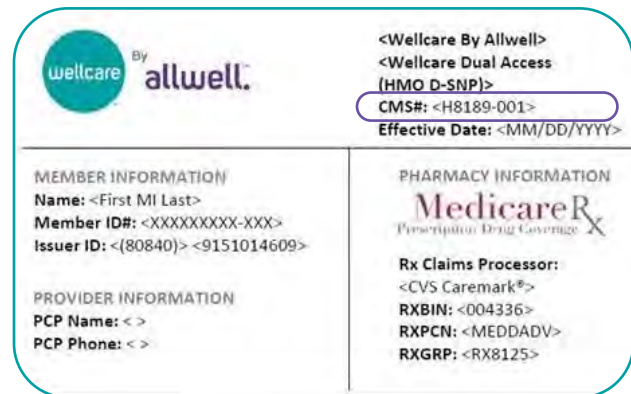 wellcare
By
allwell.
<Wellcare By Allwell>
<Wellcare Dual Access
(HMO D-SNP)>
CMS#: <H8189-001>
Effective Date: <MM/DD/YYYY>
MEMBER INFORMATION
Name: <First MI Last>
Member ID#: <XXXXXXXXX-XXX>
Issuer ID: <(80840)> <9151014609>
PROVIDER INFORMATION
PCP Name: < >
PCP Phone: < >
PHARMACY INFORMATION
MedicareRx
Prescription Drug Coverage
Rx Claims Processor:
<CVS Caremark®>
RXBIN: <004336>
RXPCN: <MEDDADV>
RXGRP: <RX8125>